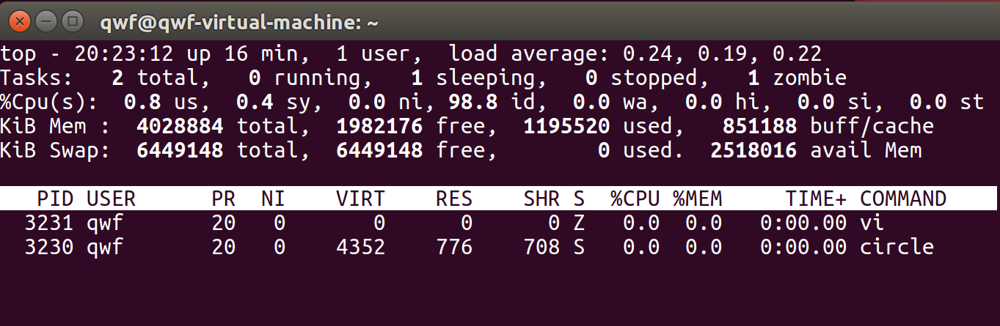 qwf@qwf-virtual-machine: ~
top - 20:23:12 up 16 min,  1 user,  load average: 0.24, 0.19, 0.22
Tasks:   2 total,   0 running,   1 sleeping,   0 stopped,   1 zombie
%Cpu(s):  0.8 us,  0.4 sy,  0.0 ni, 98.8 id,  0.0 wa,  0.0 hi,  0.0 si,  0.0 st
KiB Mem :  4028884 total,  1982176 free,  1195520 used,   851188 buff/cache
KiB Swap:  6449148 total,  6449148 free,        0 used.  2518016 avail Mem
   PID USER      PR  NI    VIRT    RES    SHR S  %CPU %MEM     TIME+ COMMAND
  3231 qwf       20   0       0      0      0 Z   0.0  0.0   0:00.00 vi
  3230 qwf       20   0    4352    776    708 S   0.0  0.0   0:00.00 circle